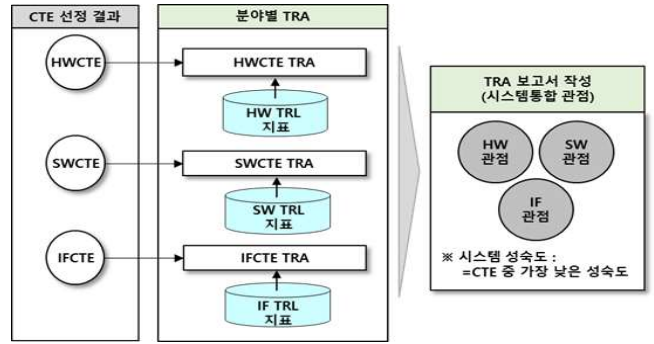 CTE 선정 결과
HWCTE
SWCTE
IFCTE
분야별 TRA
HWCTE TRA
HW TRL
지표
SWCTE TRA
SW TRL
지표
IFCTE TRA
IF TRL
지표
TRA 보고서 작성
(시스템통합 관점)
HW
관점
SW
관점
IF
관점
※ 시스템 성숙도 :
=CTE 중 가장 낮은 성숙도